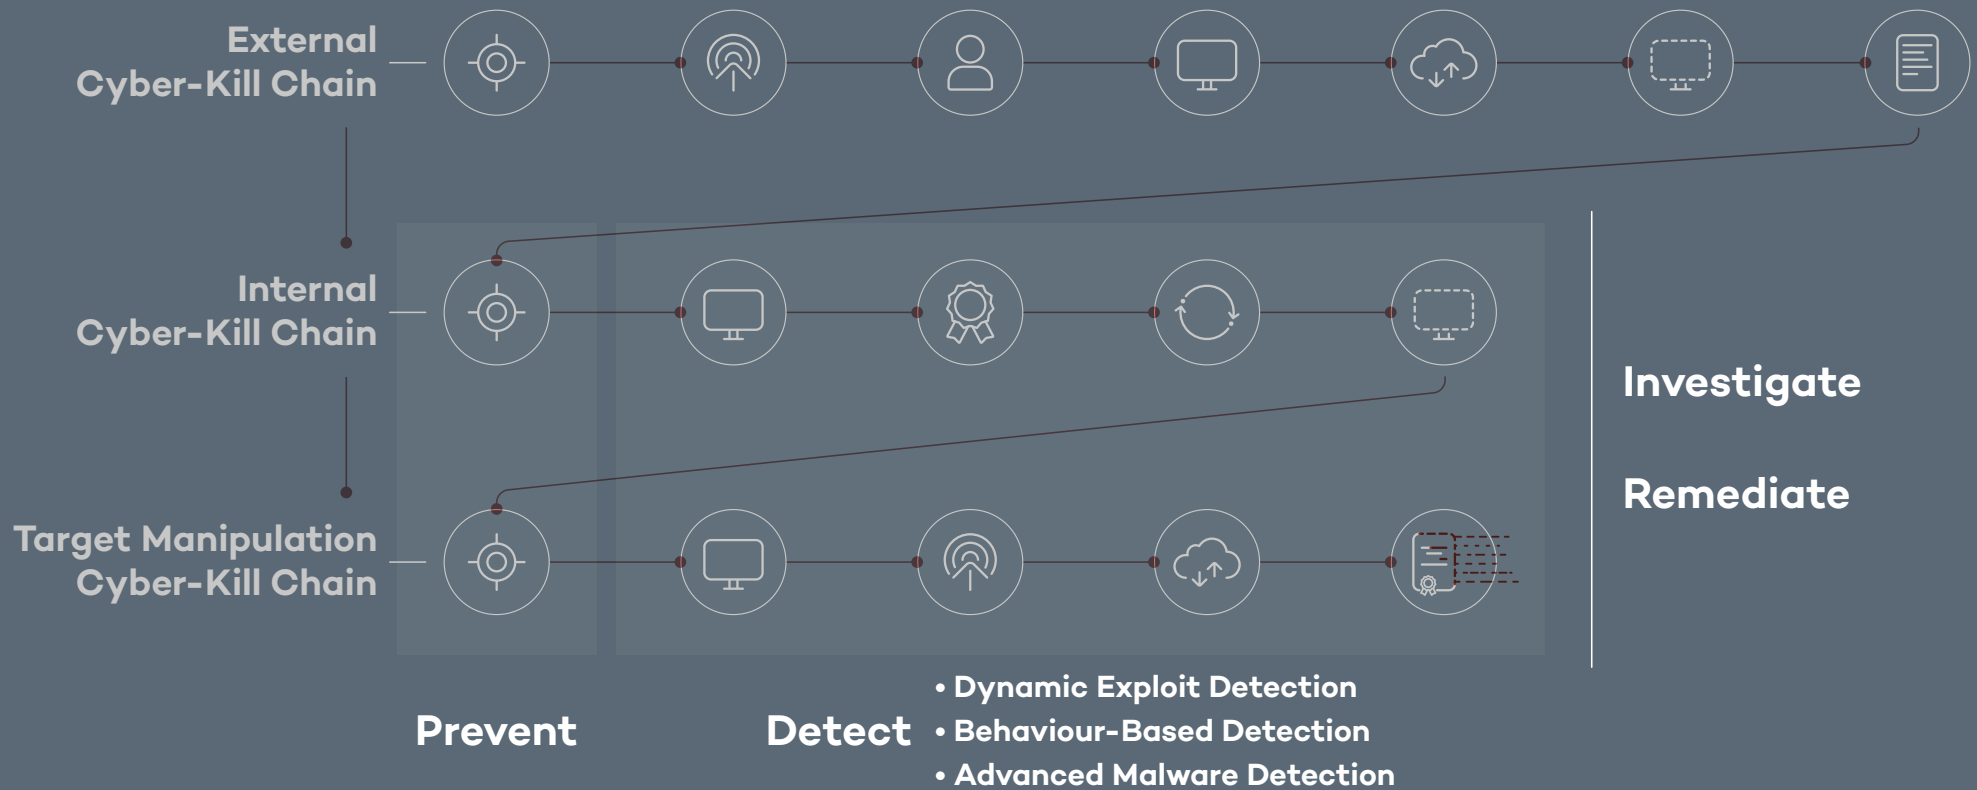 External
Cyber-Kill Chain
Internal
Cyber-Kill Chain
Investigate
Remediate
Target Manipulation
Cyber-Kill Chain
Prevent
Detect
• Dynamic Exploit Detection
• Behaviour-Based Detection
• Advanced Malware Detection